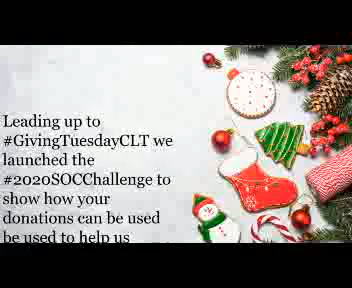 Leading up to
#GivingTuesdayCLT we
launched the
#2020SOCChallenge to
show how your
donations can be used
be used to help us